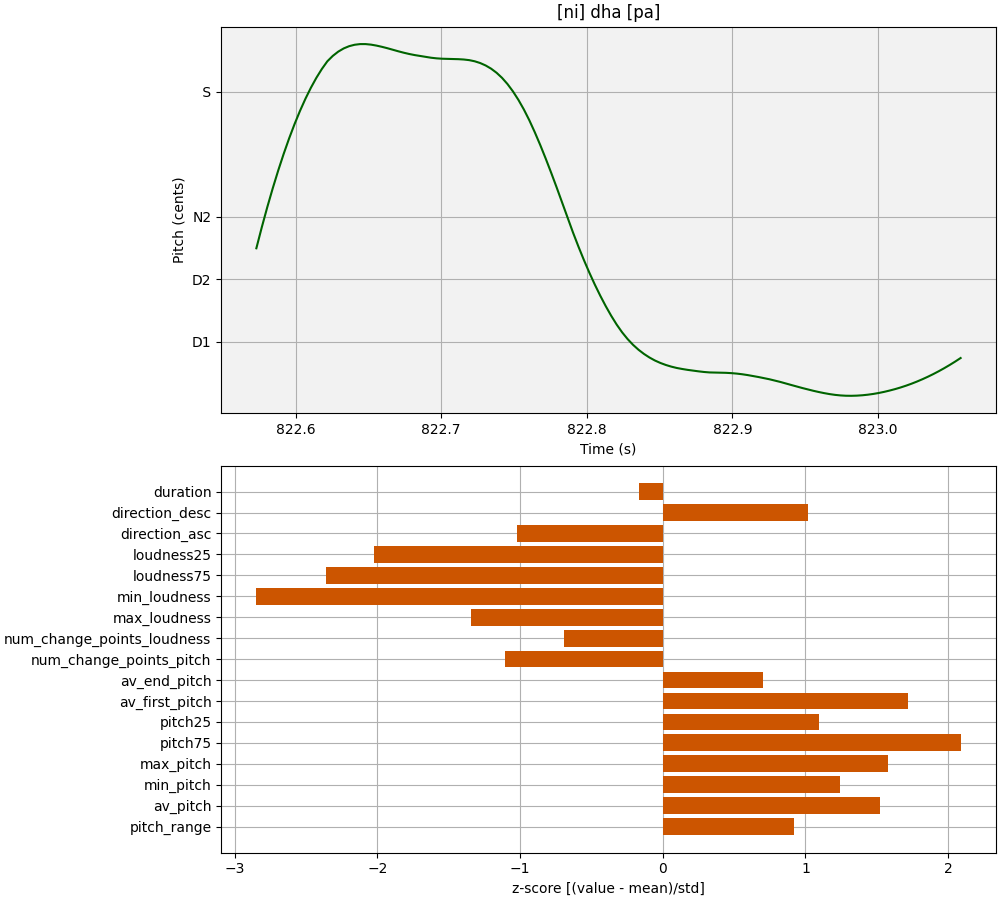 [ni] dha [pa]
S
N2
D2
D1
Pitch (cents)
822.6 822.7 822.8 822.9 823.0
Time (s)
duration
direction_desc
direction_asc
loudness25
loudness75
min_loudness
max_loudness
num_change_points_loudness
num_change_points_pitch
av_end_pitch
av_first_pitch
pitch25
pitch75
max_pitch
min_pitch
av_pitch
pitch_range
−3 −2 −1 0 1 2
z-score [(value - mean)/std]